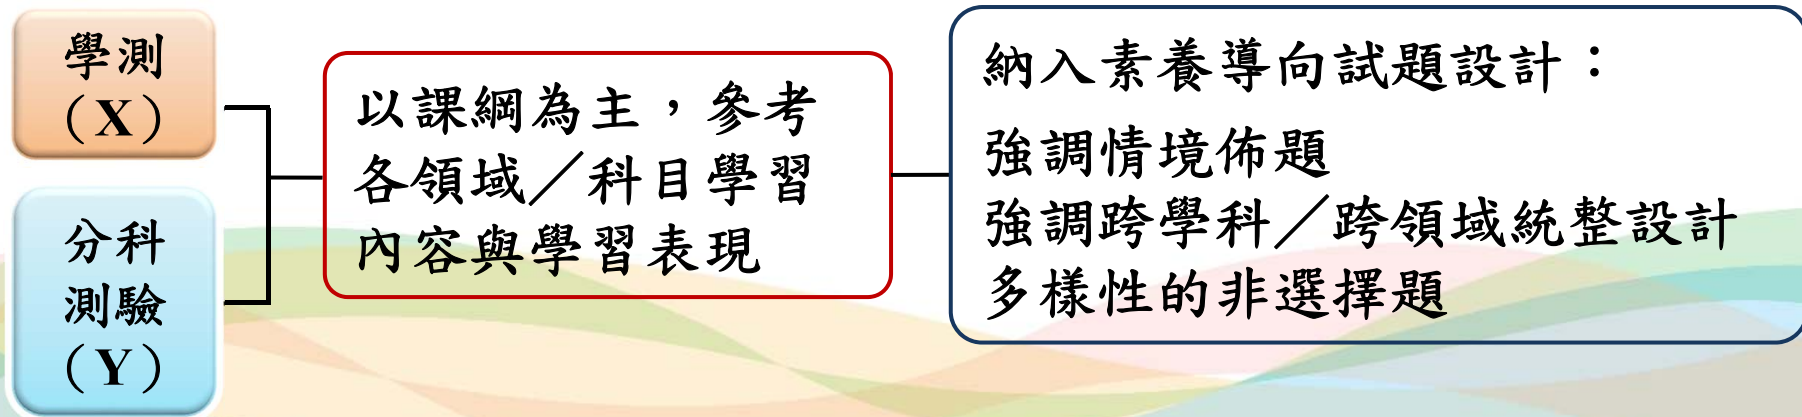 學測
（X）
分科
測驗
（Y）
以課綱為主，參考
各領域／科目學習
內容與學習表現
納入素養導向試題設計：
強調情境佈題
強調跨學科／跨領域統整設計
多樣性的非選擇題